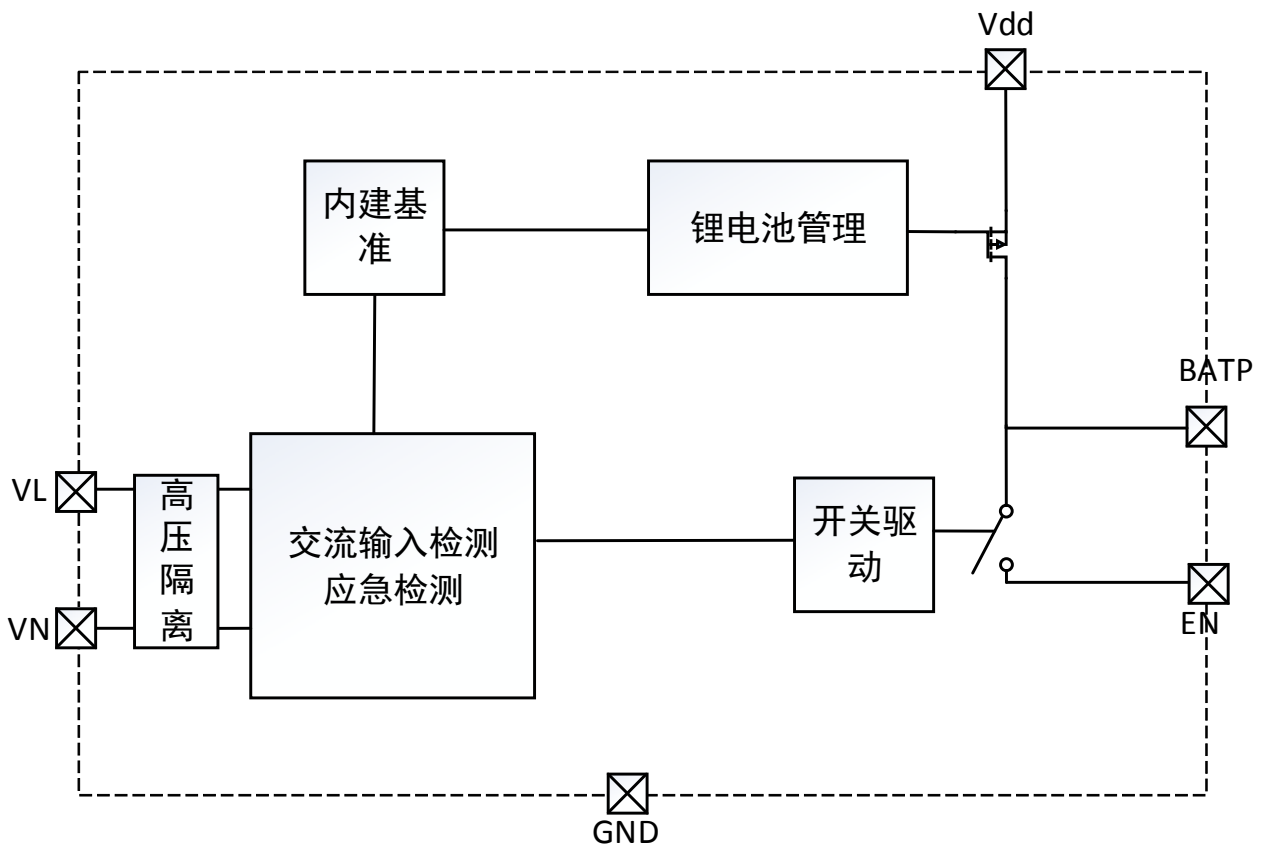 Vdd
内建基
准
锂电池管理
BATP
VL
高
压
隔
离
交流输入检测
应急检测
开关驱
动
VN
EN
GND